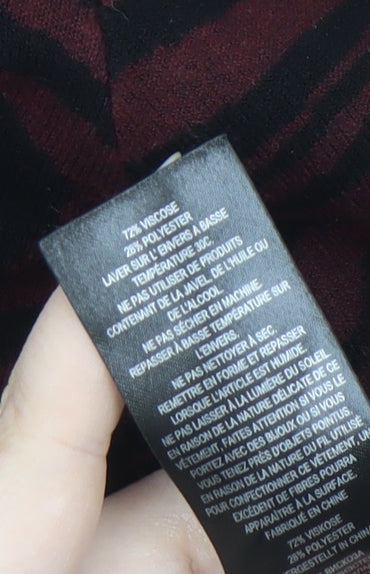 72% VISCOSE
28% POLYESTER
LAVER SUR L'ENVERS À BASSE
TEMPÉRATURE 30C.
NE PAS UTILISER DE PRODUITS
CONTENANT DE LA JAVEL, DE L'HUILE OU
DE L'ALCOOL
NE PAS SÉCHER EN MACHINE
REPASSER À BASSE TEMPÉRATURE SUR
L'ENVERS.
NE PAS NETTOYER À SEC.
REMETTRE EN FORME ET REPASSER
LORSQUE L'ARTICLE EST HUMIDE.
NE PAS LAISSER À LA LUMIÈRE DU SOLEIL
EN RAISON DE LA NATURE DÉLICATE DE CE
VÊTEMENT, FAITES ATTENTION SI VOUS LE
PORTEZ AVEC DES BIJOUX OU SI VOUS
VOUS TENEZ PRÈS D'OBJETS POINTUS.
EN RAISON DE LA NATURE DU FIL UTILISÉ
POUR CONFECTIONNER CE VÊTEMENT, UN
EXCÉDENT DE FIBRES POURRA
APPARAÎTRE À LA SURFACE.
FABRIQUÉ EN CHINE
72% VISCOSE
28% POLYESTER
ERGESTELLT IN CHINA